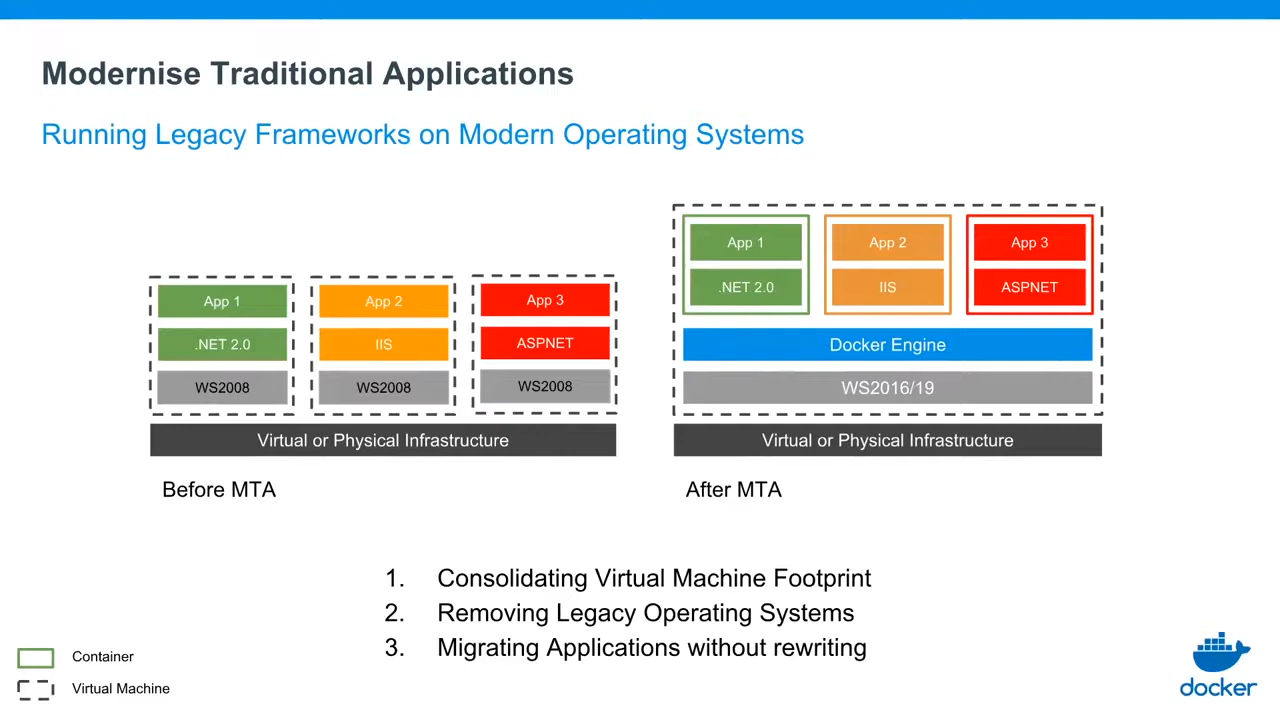 Modernise Traditional Applications
Running Legacy Frameworks on Modern Operating Systems
App 1
.NET 2.0
WS2008
App 2
IIS
WS2008
App 3
ASPNET
WS2008
Virtual or Physical Infrastructure
Before MTA
App 1
.NET 2.0
App 2
IIS
App 3
ASPNET
Docker Engine
WS2016/19
Virtual or Physical Infrastructure
After MTA
1. Consolidating Virtual Machine Footprint
2. Removing Legacy Operating Systems
3. Migrating Applications without rewriting
Container
Virtual Machine
docker